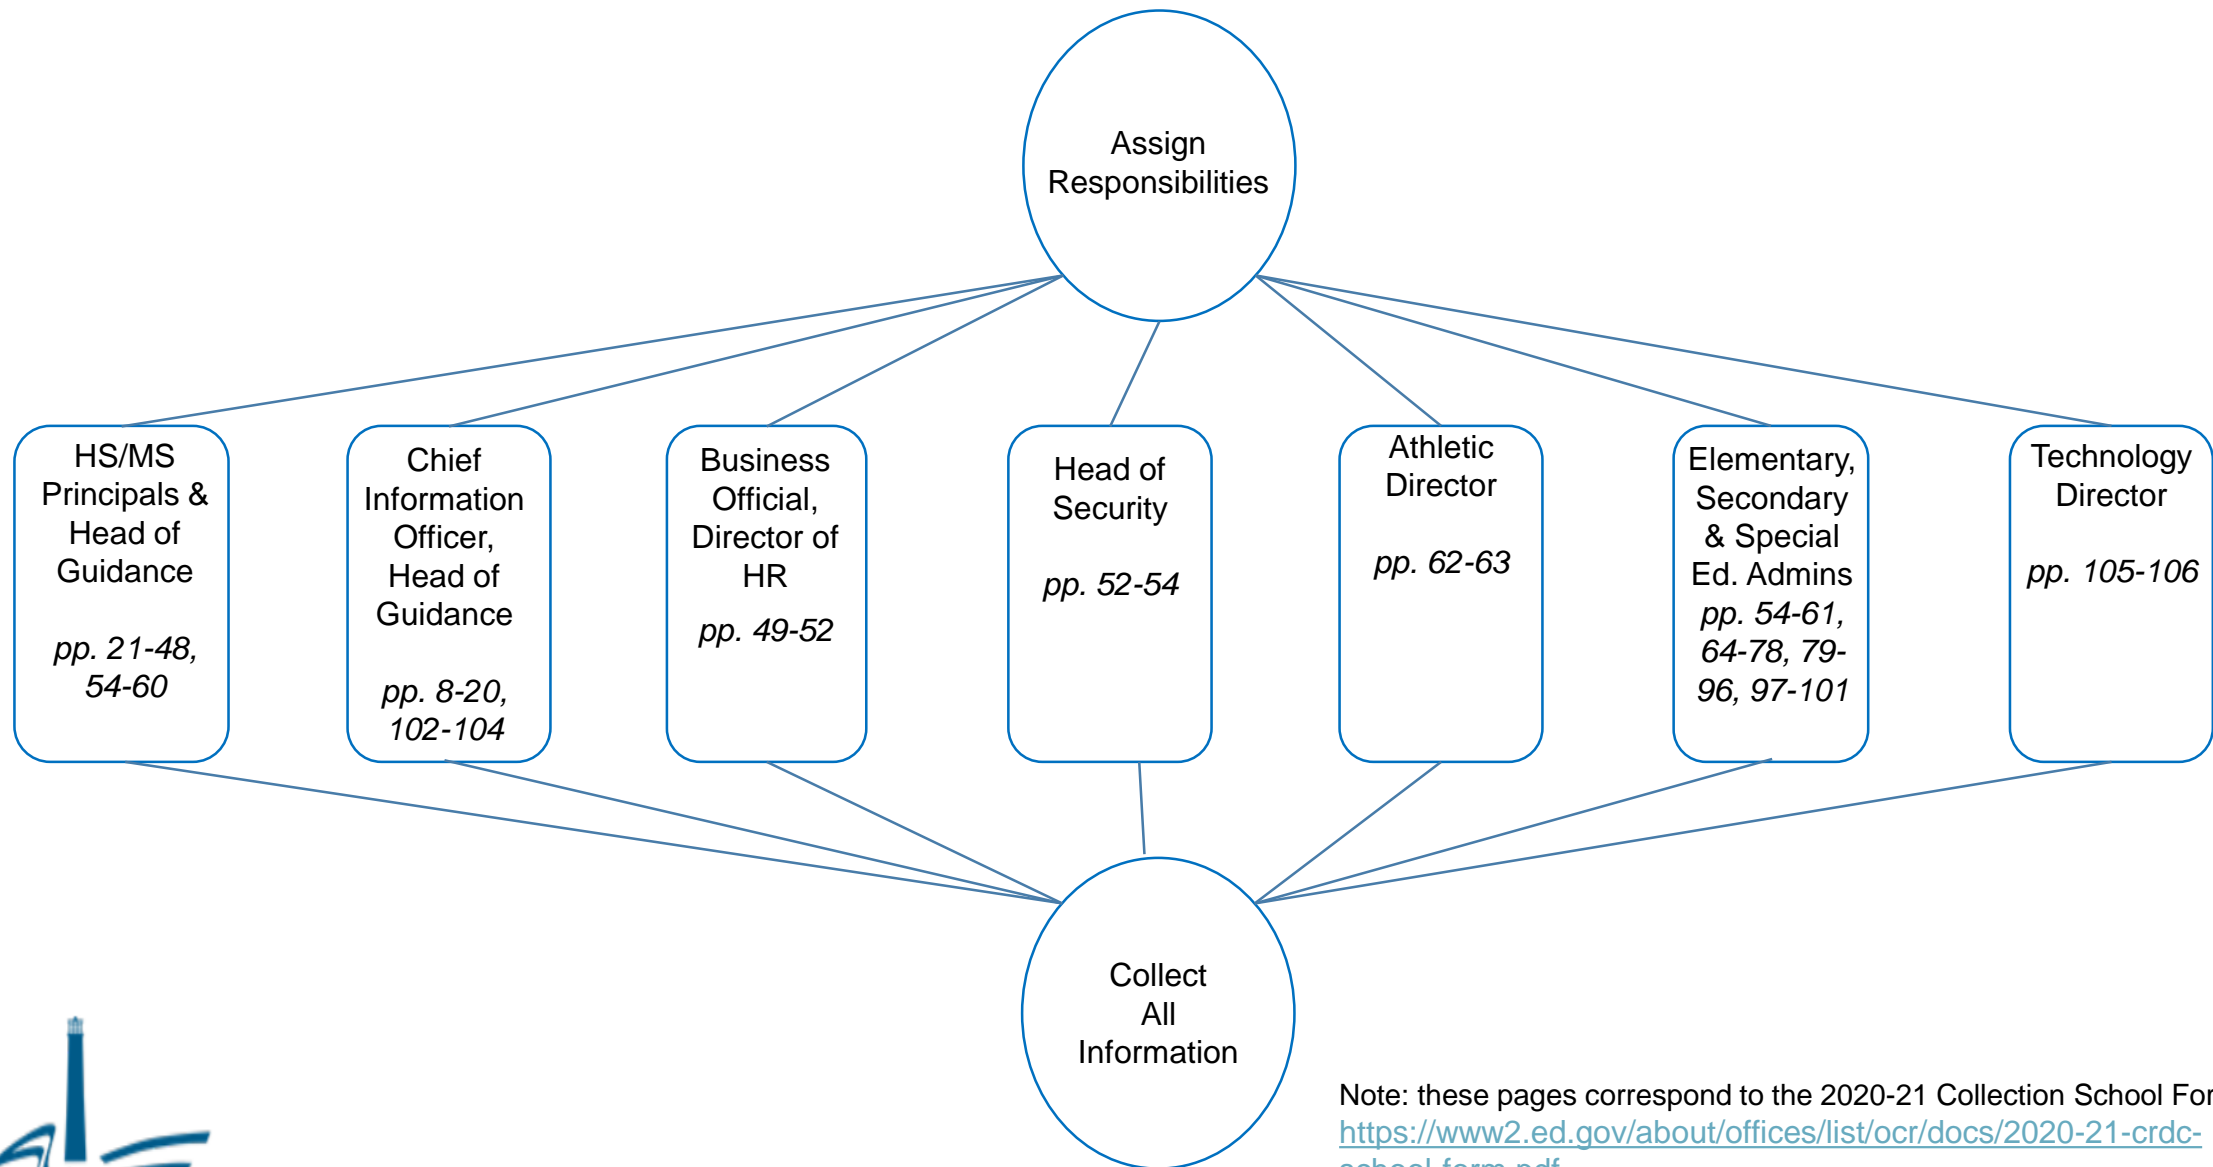 Assign
Responsibilities
HS/MS
Principals &
Head of
Guidance
pp. 21-48,
54-60
Chief
Information
Officer,
Head of
Guidance
pp. 8-20,
102-104
Business
Official,
Director of
HR
pp. 49-52
Head of
Security
pp. 52-54
Athletic
Director
pp. 62-63
Elementary,
Secondary
& Special
Ed. Admins
pp. 54-61,
64-78, 79-
96, 97-101
Technology
Director
pp. 105-106
Collect
All
Information
Note: these pages correspond to the 2020-21 Collection School For
https://www2.ed.gov/about/offices/list/ocr/docs/2020-21-crdc-
school-form.pdf